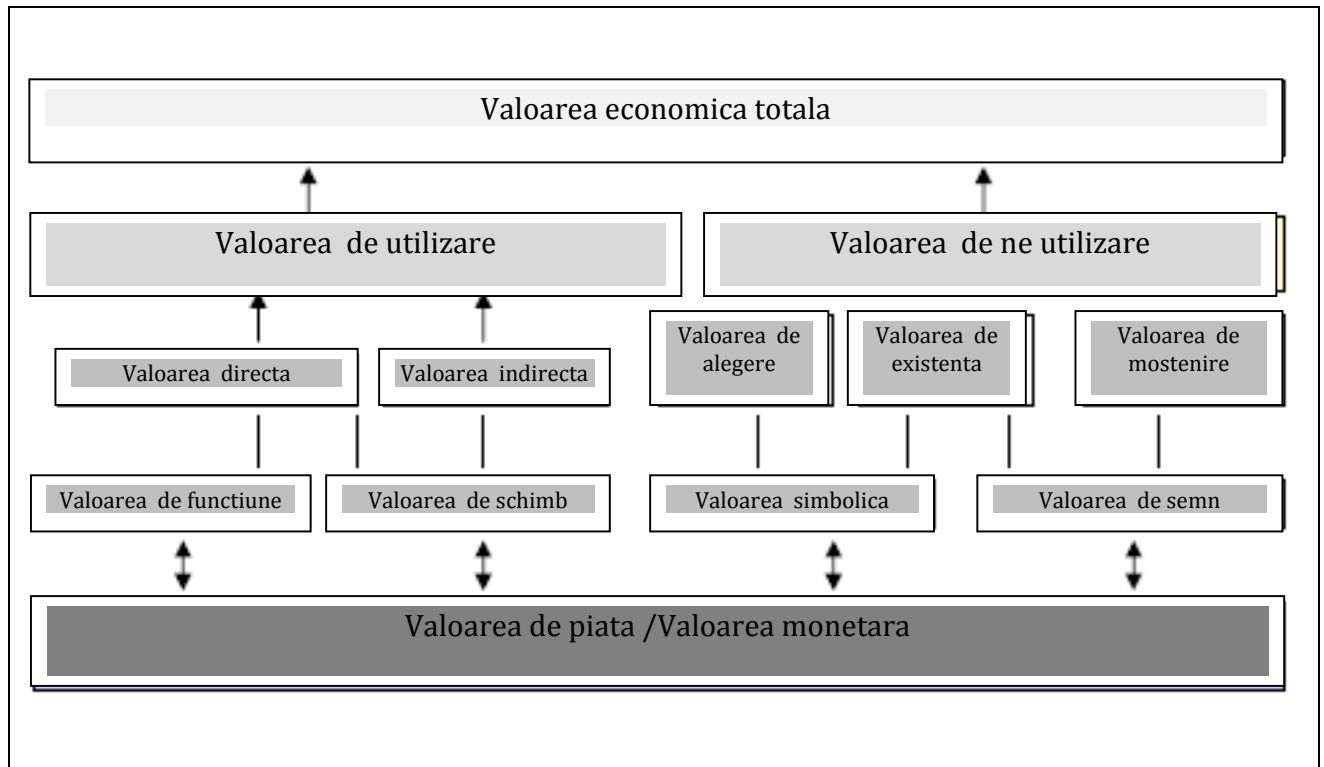 Valoarea economica totala
Valoarea de utilizare
Valoarea de ne utilizare
Valoarea de
alegere
Valoarea de
existenta
Valoarea de
mostenire
Valoarea directa
Valoarea indirecta
Valoarea de functiune
Valoarea de schimb
Valoarea simbolica
Valoarea de semn
Valoarea de piata /Valoarea monetara